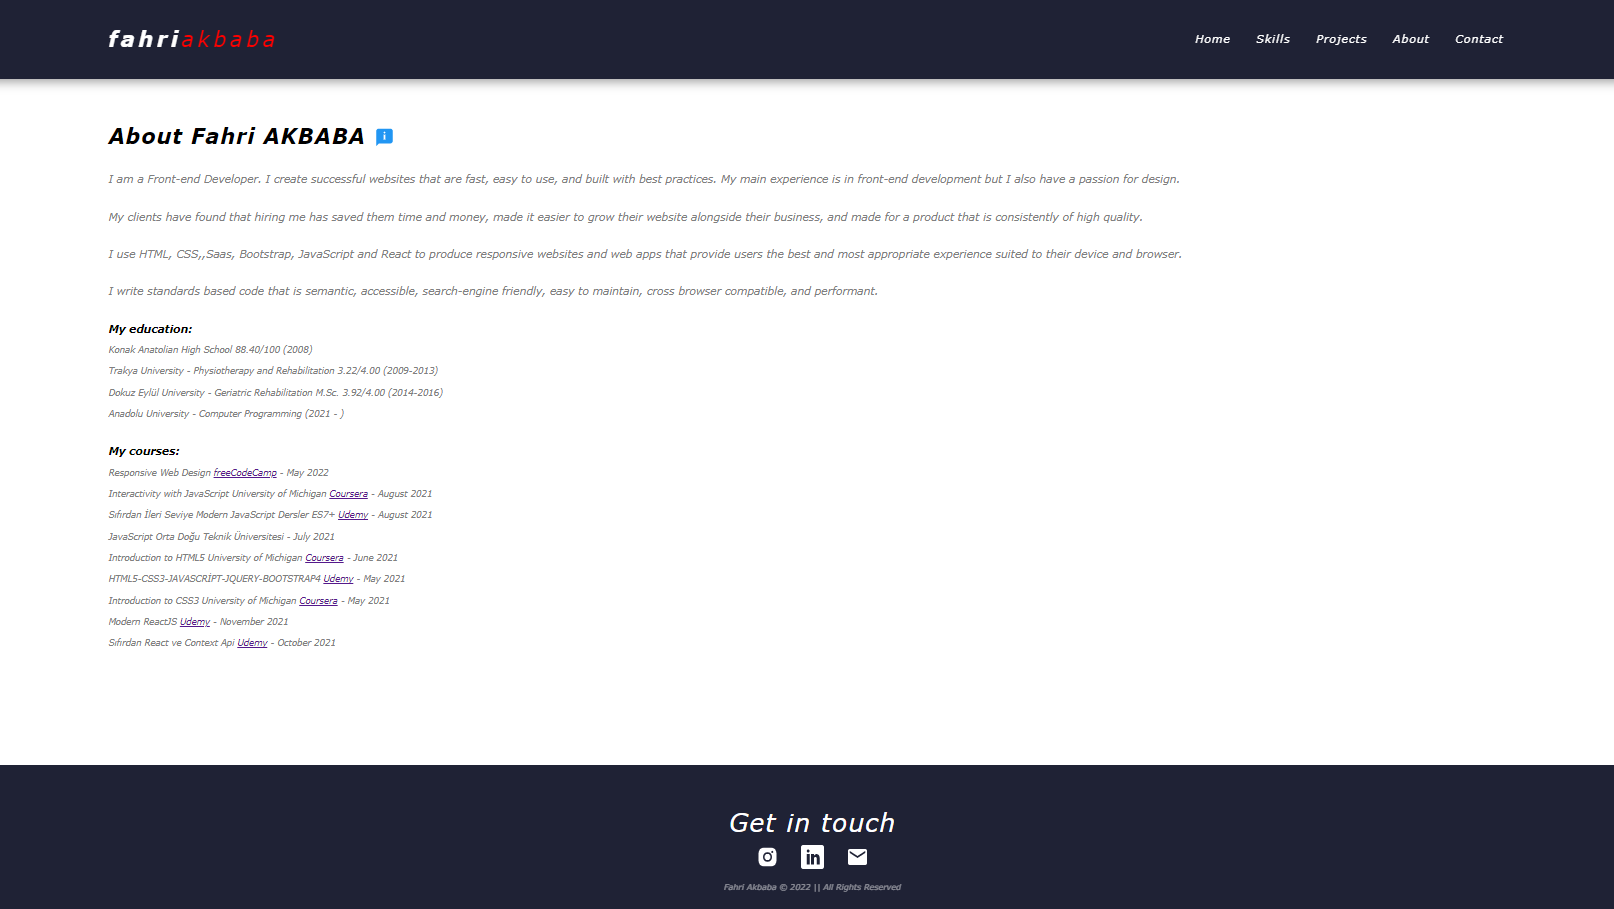 fahriakbaba
Home Skills Projects About Contact
About Fahri AKBABA
I am a Front-end Developer. I create successful websites that are fast, easy to use, and built with best practices. My main experience is in front-end development but I also have a passion for design.
My clients have found that hiring me has saved them time and money, made it easier to grow their website alongside their business, and made for a product that is consistently of high quality.
I use HTML, CSS,,Saas, Bootstrap, JavaScript and React to produce responsive websites and web apps that provide users the best and most appropriate experience suited to their device and browser.
I write standards based code that is semantic, accessible, search-engine friendly, easy to maintain, cross browser compatible, and performant.
My education:
Konak Anatolian High School 88.40/100 (2008)
Trakya University - Physiotherapy and Rehabilitation 3.22/4.00 (2009-2013)
Dokuz Eylül University - Geriatric Rehabilitation M.Sc. 3.92/4.00 (2014-2016)
Anadolu University - Computer Programming (2021 - )
My courses:
Responsive Web Design freeCodeCamp - May 2022
Interactivity with JavaScript University of Michigan Coursera - August 2021
Sıfırdan İleri Seviye Modern JavaScript Dersler ES7+ Udemy - August 2021
JavaScript Orta Doğu Teknik Üniversitesi - July 2021
Introduction to HTML5 University of Michigan Coursera - June 2021
HTML5-CSS3-JAVASCRİPT-JQUERY-BOOTSTRAP4 Udemy - May 2021
Introduction to CSS3 University of Michigan Coursera - May 2021
Modern ReactJS Udemy - November 2021
Sıfırdan React ve Context Api Udemy - October 2021
Get in touch
Fahri Akbaba © 2022 || All Rights Reserved